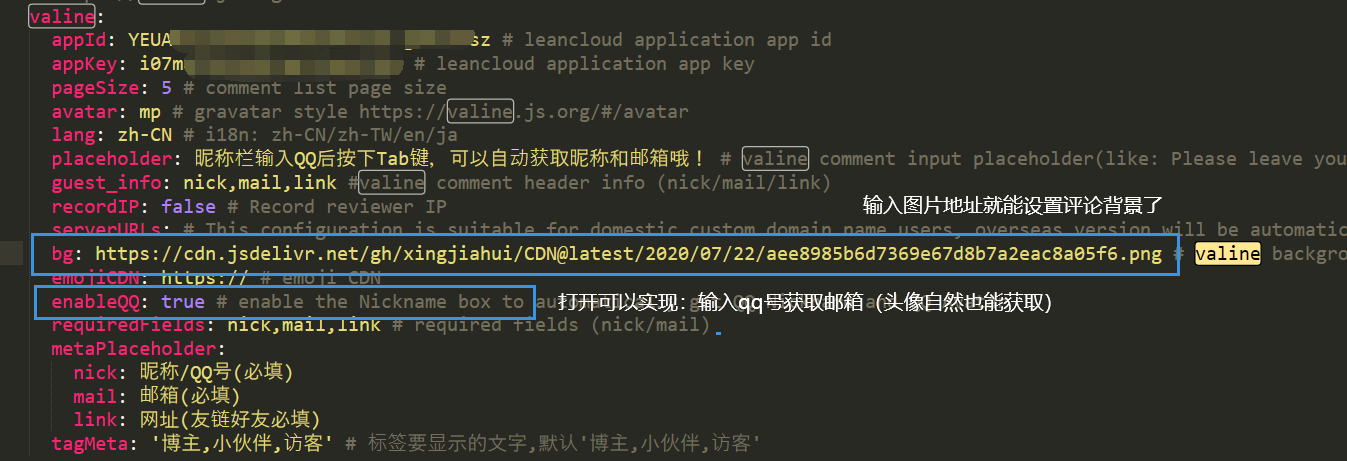 valine:
appId: YEUA sz # leancloud application app id
appKey: i07m # leancloud application app key
pageSize: 5 # comment list page size
avatar: mp # gravatar style https://valine.js.org/#/avatar
lang: zh-CN # i18n: zh-CN/zh-TW/en/ja
placeholder: 昵称栏输入QQ后按下Tab键, 可以自动获取昵称和邮箱哦! # valine comment input placeholder(like: Please leave you
guest_info: nick,mail,link #valine comment header info (nick/mail/link)
recordIP: false # Record reviewer IP
输入图片地址就能设置评论背景了
serverURLs: # This configuration is suitable for domestic custom domain name users, overseas version will be automatic
bg: https://cdn.jsdelivr.net/gh/xingjiahui/CDN@latest/2020/07/22/aee8985b6d7369e67d8b7a2eac8a05f6.png # valine backgro
emojiCDN: https:// # emoji CDN
enableQQ: true # enable the Nickname box to
打开可以实现: 输入qq号获取邮箱 (头像自然也能获取)
requiredFields: nick,mail,link # required fields (nick/mail)
metaPlaceholder:
nick: 昵称/QQ号(必填)
mail: 邮箱(必填)
link: 网址(友链好友必填)
tagMeta: '博主,小伙伴,访客' # 标签要显示的文字,默认'博主,小伙伴,访客'